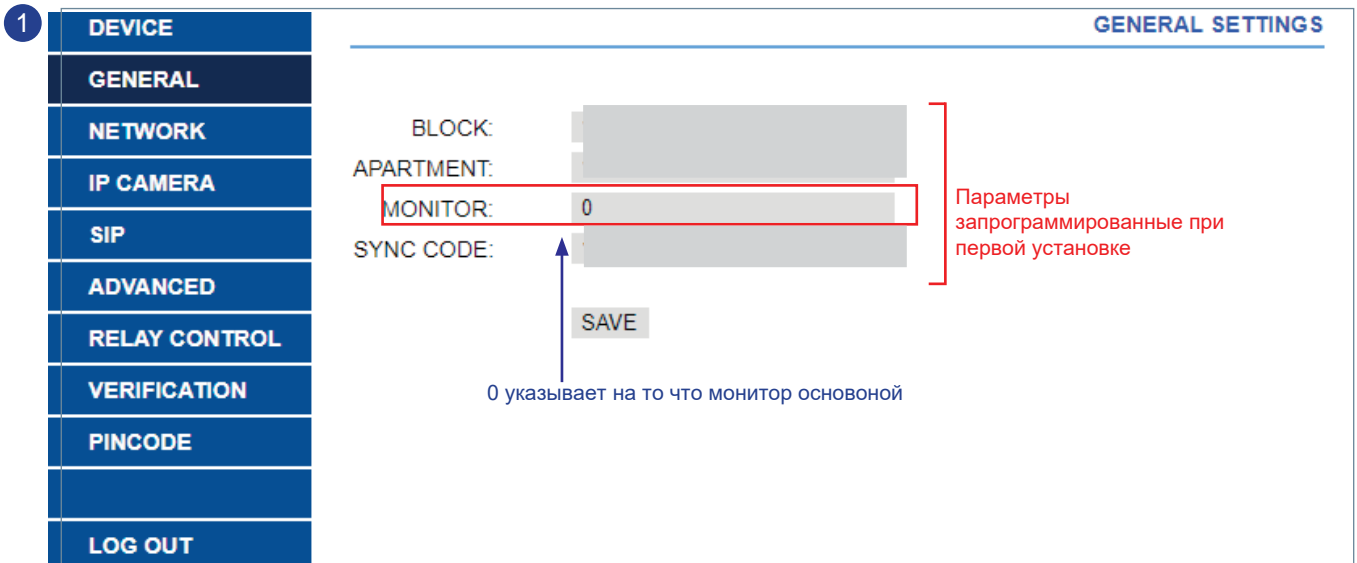 1
DEVICE
GENERAL SETTINGS
GENERAL
NETWORK
IP CAMERA
SIP
ADVANCED
RELAY CONTROL
VERIFICATION
PINCODE
LOG OUT
BLOCK:
APARTMENT:
MONITOR: 0
SYNC CODE:
SAVE
Параметры
запрограммированные при
первой установке
0 указывает на то что монитор основоной